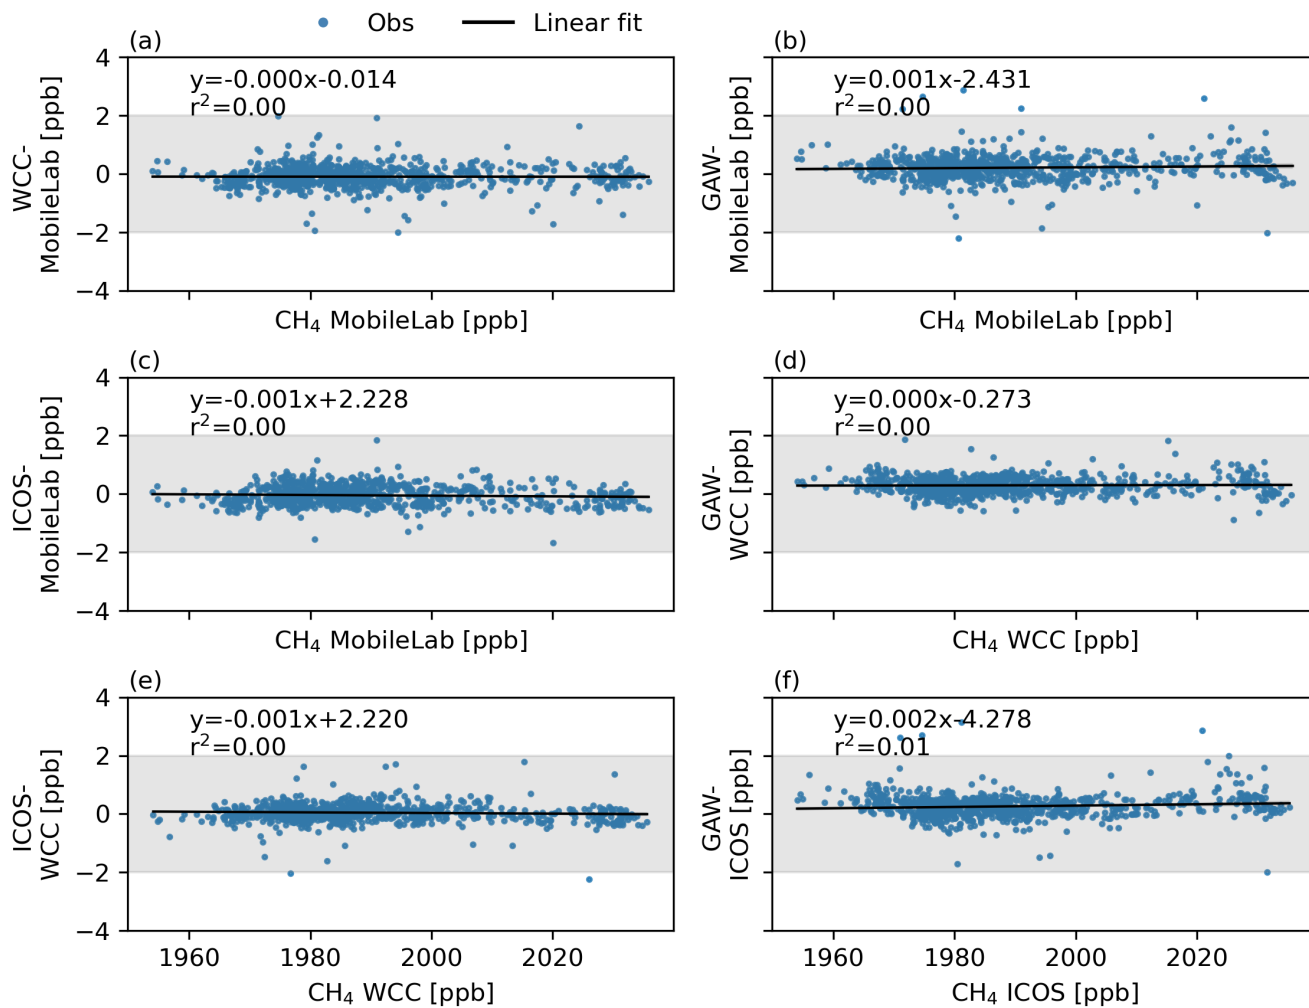 Obs Linear fit
(a)
4
2
0
−2
−4
WCC-
MobileLab [ppb]
y=-0.000x-0.014
r²=0.00
CH₄ MobileLab [ppb]
(b)
GAW-
MobileLab [ppb]
y=0.001x-2.431
r²=0.00
CH₄ MobileLab [ppb]
(c)
4
2
0
−2
−4
ICOS-
MobileLab [ppb]
y=-0.001x+2.228
r²=0.00
CH₄ MobileLab [ppb]
(d)
GAW-
WCC [ppb]
y=0.000x-0.273
r²=0.00
CH₄ WCC [ppb]
(e)
4
2
0
−2
−4
ICOS-
WCC [ppb]
y=-0.001x+2.220
r²=0.00
1960 1980 2000 2020
CH₄ WCC [ppb]
(f)
GAW-
ICOS [ppb]
y=0.002x-4.278
r²=0.01
1960 1980 2000 2020
CH₄ ICOS [ppb]